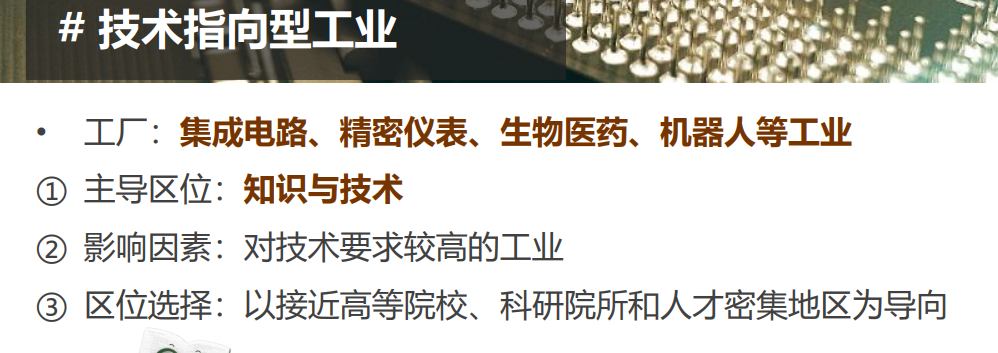 # 技术指向型工业
• 工厂：集成电路、精密仪表、生物医药、机器人等工业
① 主导区位：知识与技术
② 影响因素：对技术要求较高的工业
③ 区位选择：以接近高等院校、科研院所和人才密集地区为导向